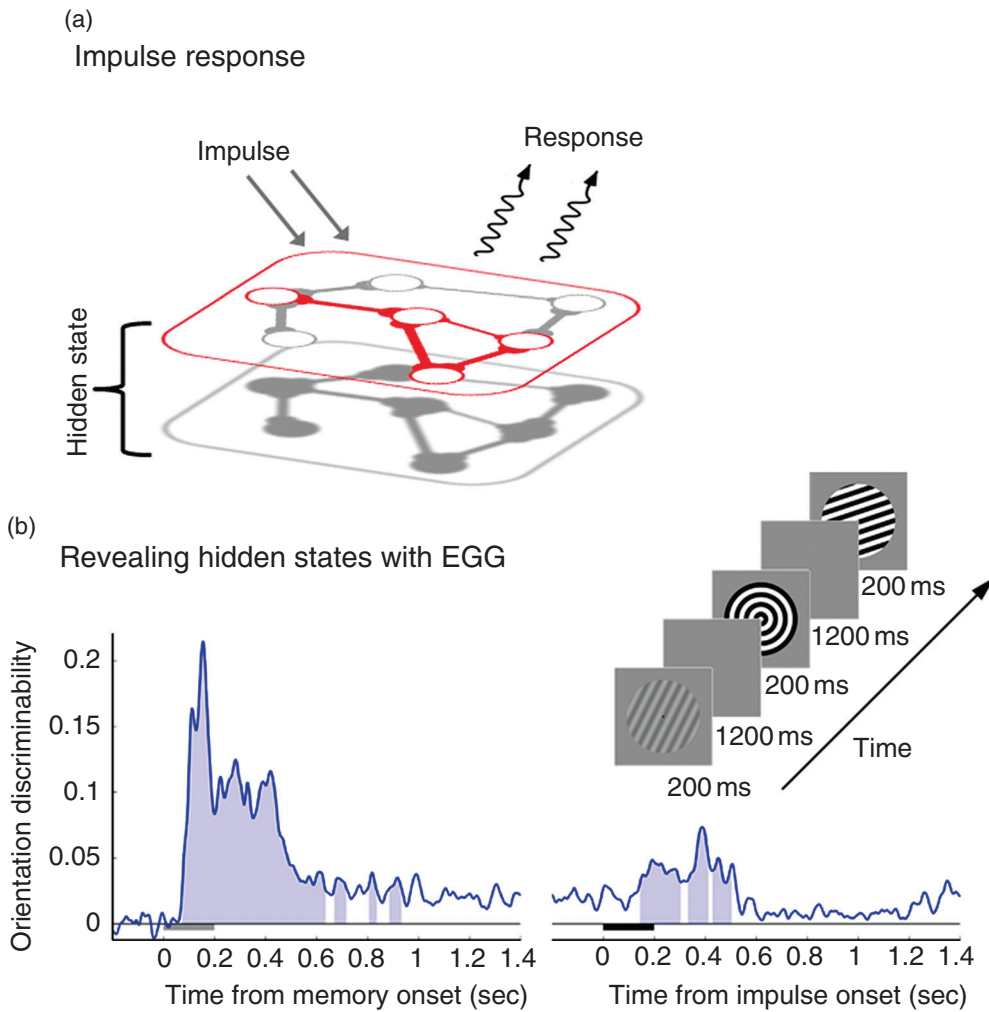 (a)
Impulse response
Impulse
Response
Hidden state
(b)
Revealing hidden states with EGG
200 ms
1200 ms
200 ms
1200 ms
200 ms
Time
Orientation discriminability
0.2
0.15
0.1
0.05
0
0 0.2 0.4 0.6 0.8 1 1.2 1.4
Time from memory onset (sec)
0 0.2 0.4 0.6 0.8 1 1.2 1.4
Time from impulse onset (sec)